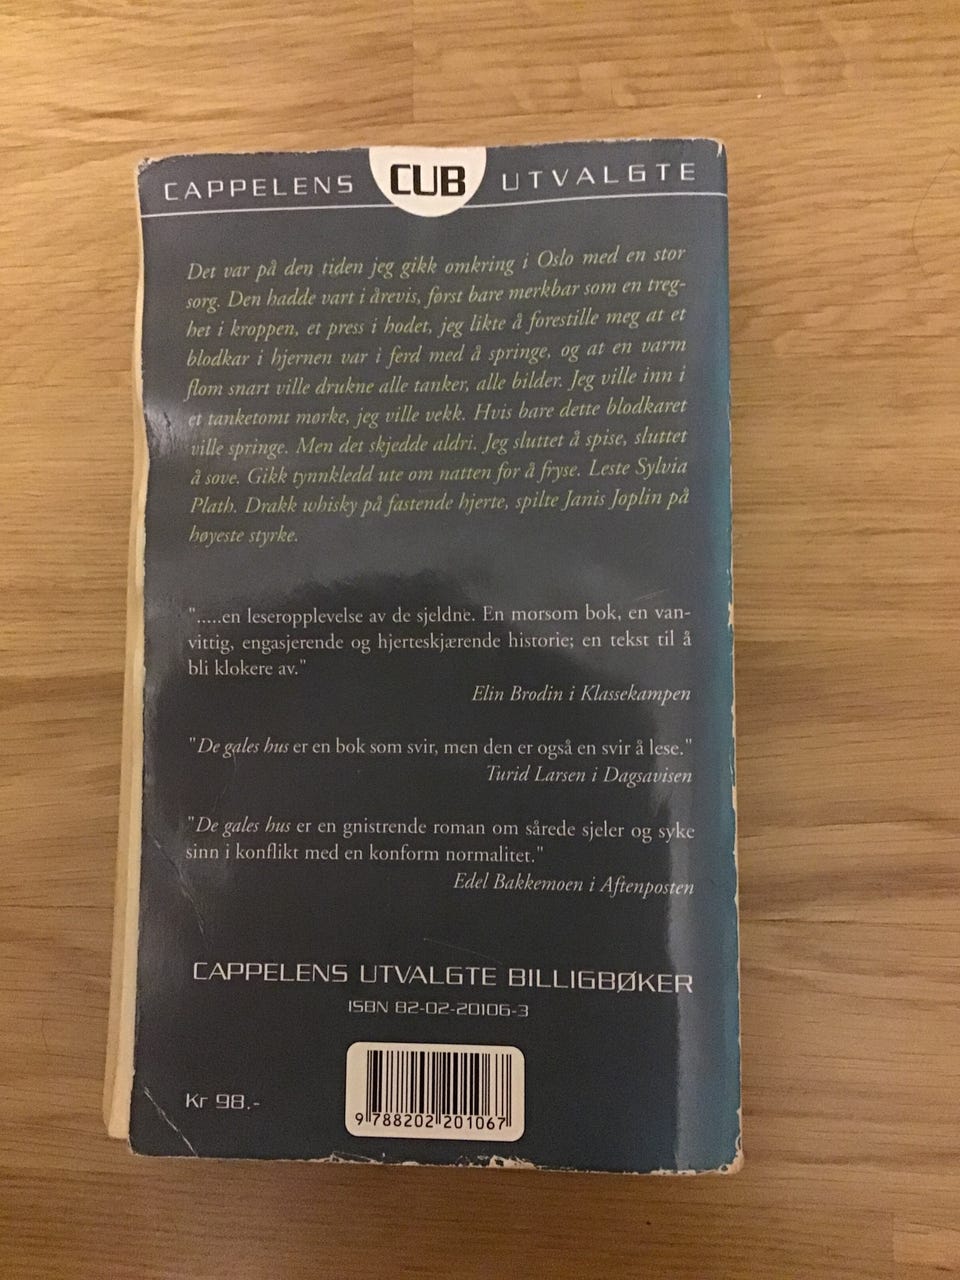 CAPPELENS CUB UTVALGTE
Det var på den tiden jeg gikk omkring i Oslo med en stor
sorg. Den hadde vart i årevis, først bare merkbar som en treg-
het i kroppen, et press i hodet, jeg likte å forestille meg at et
blodkar i hjernen var i ferd med å springe, og at en varm
flom snart ville drukne alle tanker, alle bilder. Jeg ville inn i
et tanketomt mørke, jeg ville vekk. Hvis bare dette blodkaret
ville springe. Men det skjedde aldri. Jeg sluttet å spise, sluttet
å sove. Gikk tynnkledd ute om natten for å fryse. Leste Sylvia
Plath. Drakk whisky på fastende hjerte, spilte Janis Joplin på
høyeste styrke.
".....en leseropplevelse av de sjeldne. En morsom bok, en van-
vittig, engasjerende og hjerteskjærende historie; en tekst til å
bli klokere av."
Elin Brodin i Klassekampen
"De gales hus er en bok som svir, men den er også en svir å lese."
Turid Larsen i Dagsavisen
"De gales hus er en gnistrende roman om sårede sjeler og syke
sinn i konflikt med en konform normalitet."
Edel Bakkemoen i Aftenposten
CAPPELENS UTVALGTE BILLIGBØKER
ISBN 82-02-20106-3
Kr 98.-
9 788202 201067